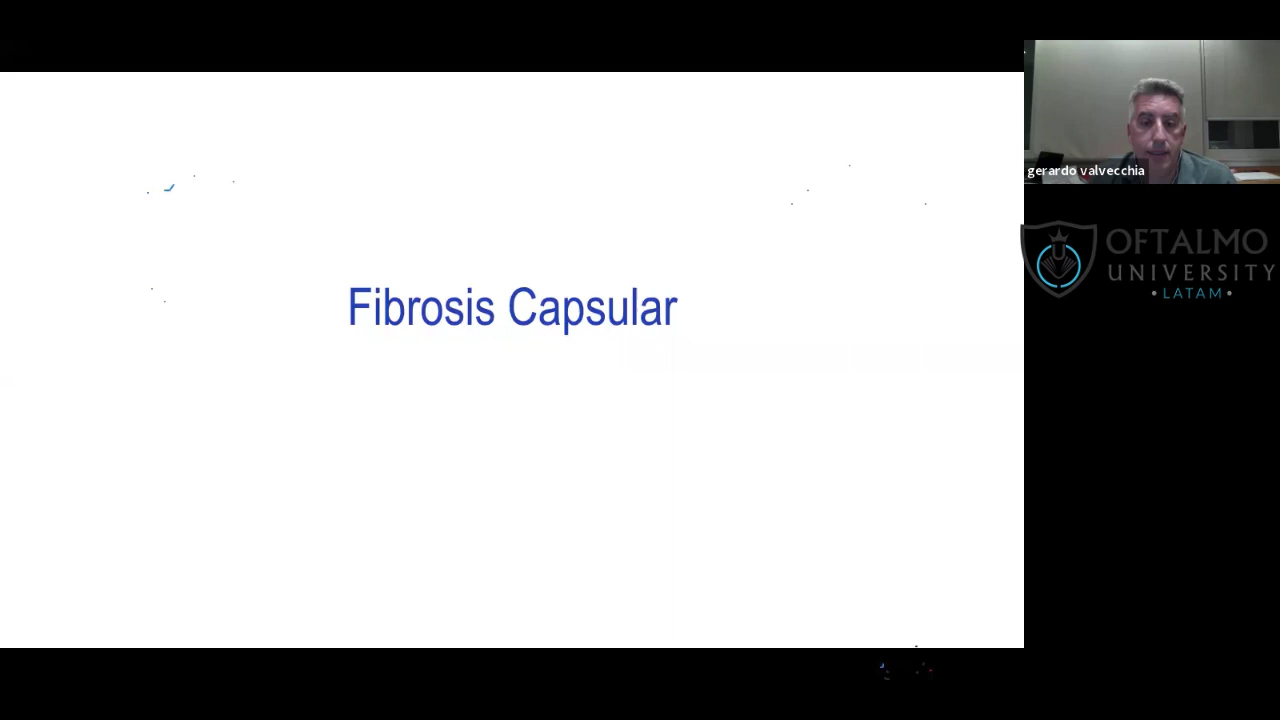 Fibrosis Capsular
gerardo valvecchia
OFTALMO
UNIVERSITY
• LATAM •